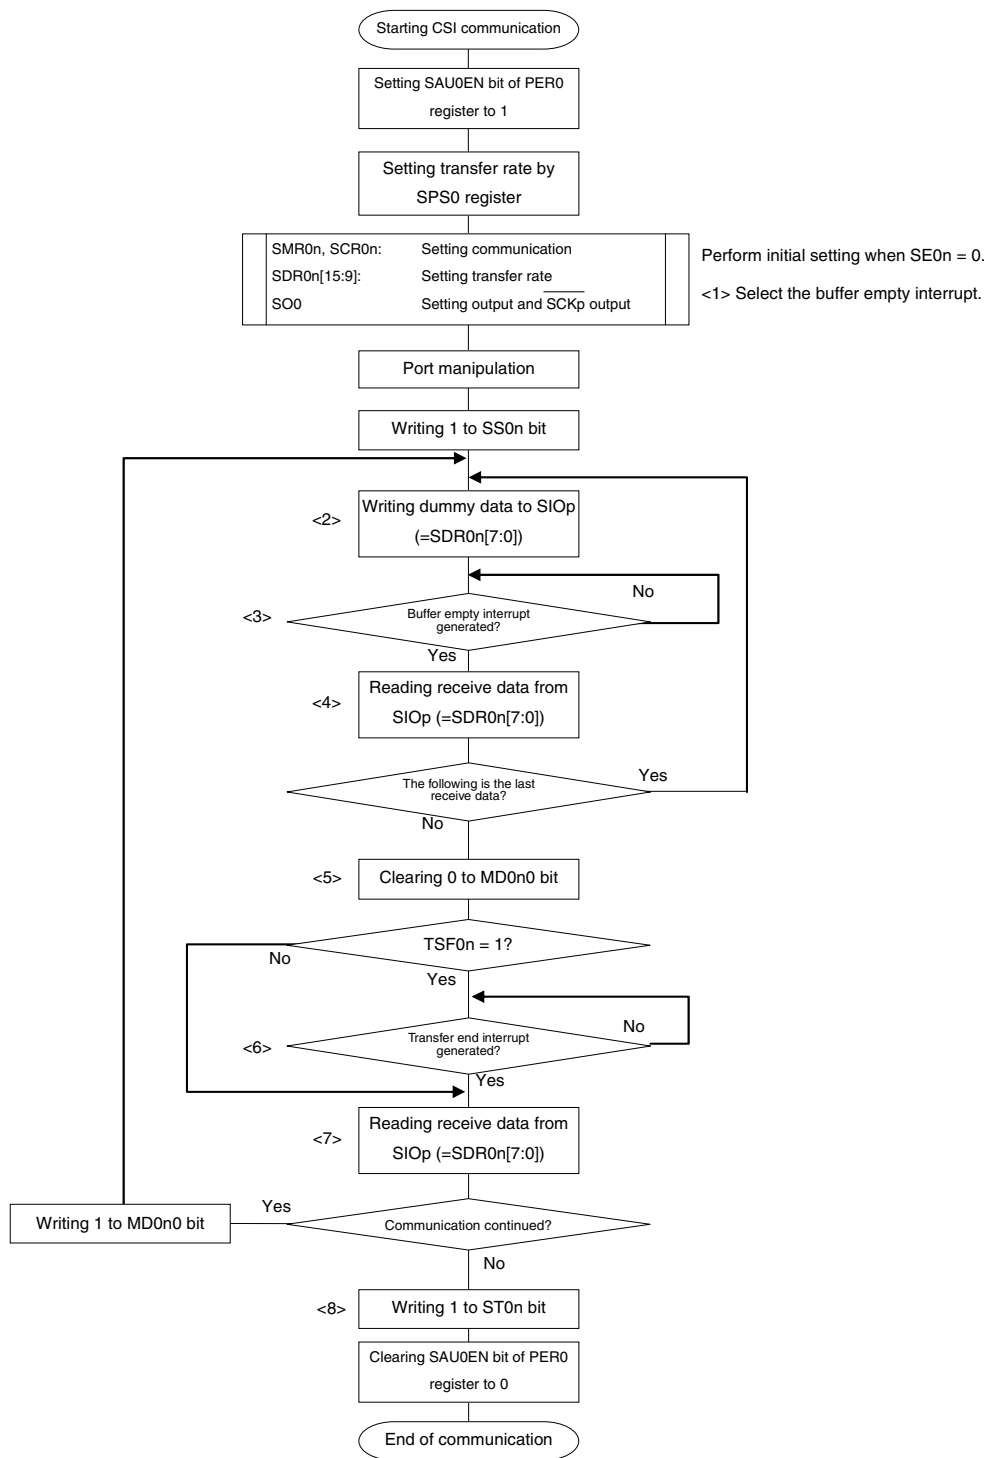 Starting CSI communication
Setting SAU0EN bit of PER0
register to 1
Setting transfer rate by
SPS0 register
SMR0n, SCR0n: Setting communication
SDR0n[15:9]: Setting transfer rate
SO0 Setting output and SCKp output
Perform initial setting when SE0n = 0.
<1> Select the buffer empty interrupt.
Port manipulation
Writing 1 to SS0n bit
<2>
Writing dummy data to SIOp
(=SDR0n[7:0])
No
<3>
Buffer empty interrupt
generated?
Yes
<4>
Reading receive data from
SIOp (=SDR0n[7:0])
The following is the last
receive data?
Yes
No
<5>
Clearing 0 to MD0n0 bit
TSF0n = 1?
No
Yes
<6>
Transfer end interrupt
generated?
No
Yes
<7>
Reading receive data from
SIOp (=SDR0n[7:0])
Yes
Writing 1 to MD0n0 bit
Communication continued?
No
<8>
Writing 1 to ST0n bit
Clearing SAU0EN bit of PER0
register to 0
End of communication